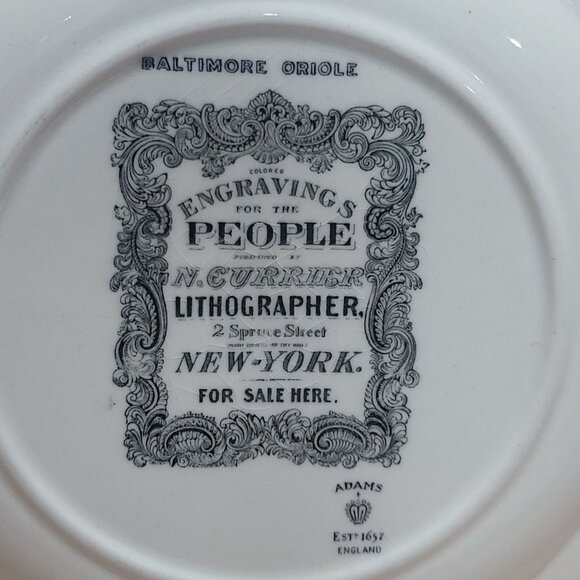 BALTIMORE ORIOLE
COLORED
ENGRAVINGS
FOR THE
PEOPLE
PUBLISHED BY
N. CURRIER
LITHOGRAPHER,
2 Spruce Street
NEW-YORK.
FOR SALE HERE.
ADAMS
ESTD 1657
ENGLAND